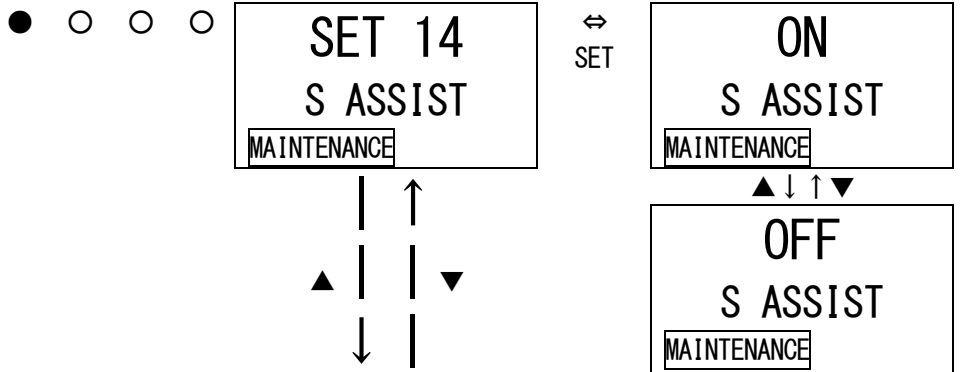 ● ○ ○ ○
SET 14
S ASSIST
MAINTENANCE
⇔
SET
ON
S ASSIST
MAINTENANCE
▲↓↑▼
OFF
S ASSIST
MAINTENANCE
▲ ↓ ↑ ▼